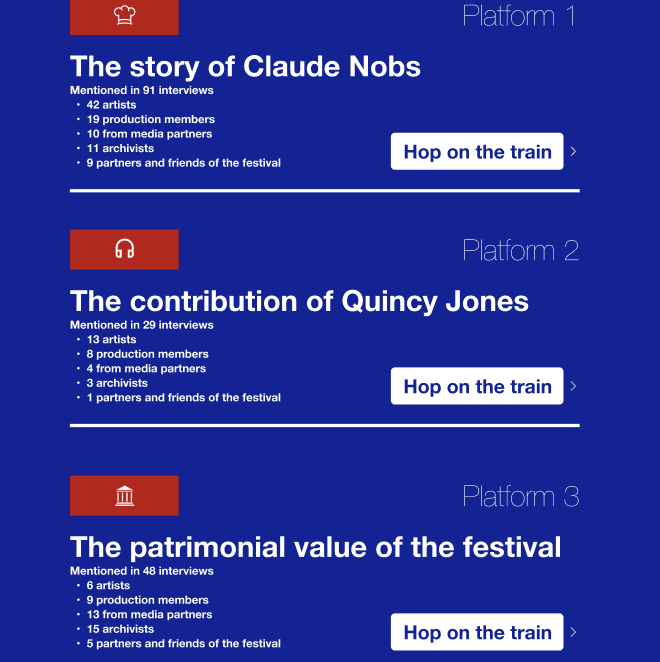 Platform 1
The story of Claude Nobs
Mentioned in 91 interviews
• 42 artists
• 19 production members
• 10 from media partners
• 11 archivists
• 9 partners and friends of the festival
Hop on the train
Platform 2
The contribution of Quincy Jones
Mentioned in 29 interviews
• 13 artists
• 8 production members
• 4 from media partners
• 3 archivists
• 1 partners and friends of the festival
Hop on the train
Platform 3
The patrimonial value of the festival
Mentioned in 48 interviews
• 6 artists
• 9 production members
• 13 from media partners
• 15 archivists
• 5 partners and friends of the festival
Hop on the train